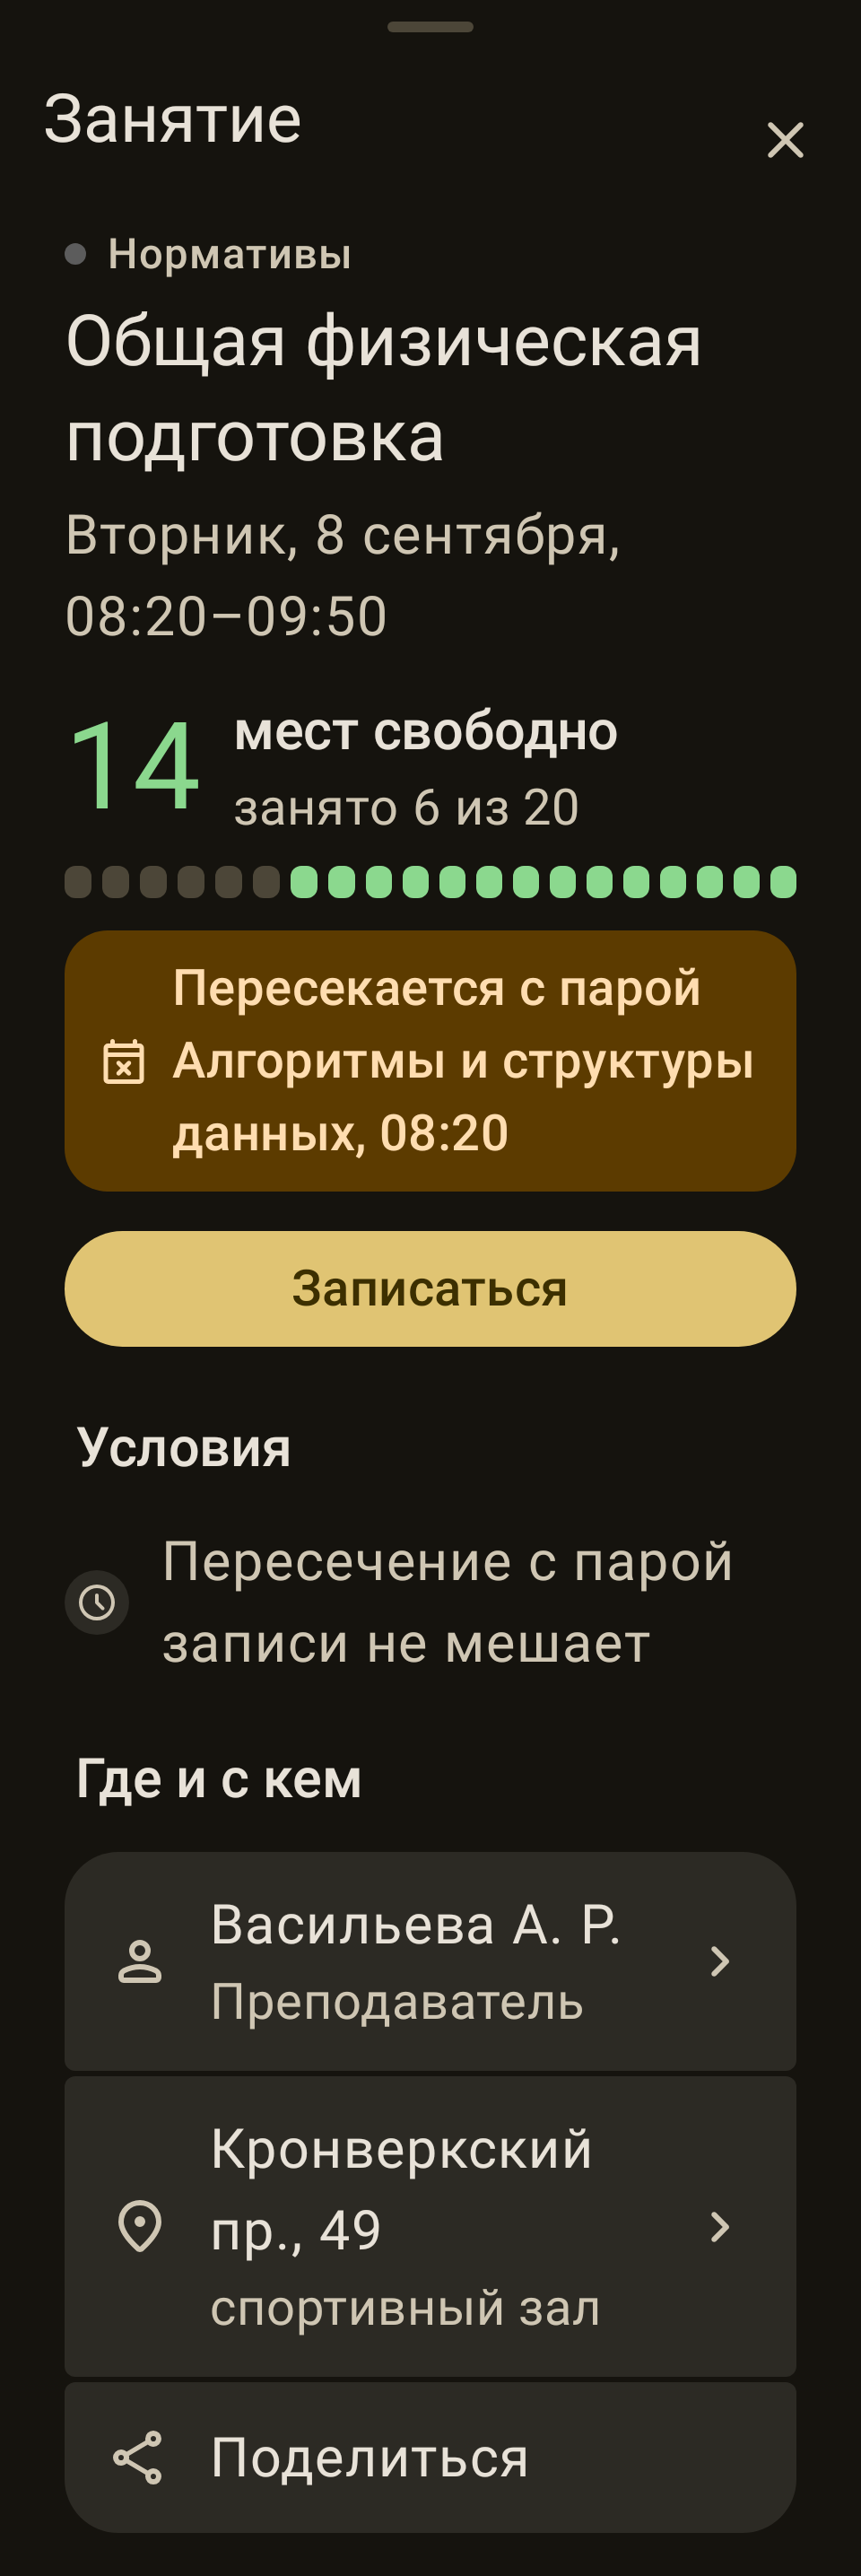 Занятие
Нормативы
Общая физическая
подготовка
Вторник, 8 сентября,
08:20–09:50
14
мест свободно
занято 6 из 20
Пересекается с парой
Алгоритмы и структуры
данных, 08:20
Записаться
Условия
Пересечение с парой
записи не мешает
Где и с кем
Васильева А. Р.
Преподаватель
Кронверкский
пр., 49
спортивный зал
Поделиться